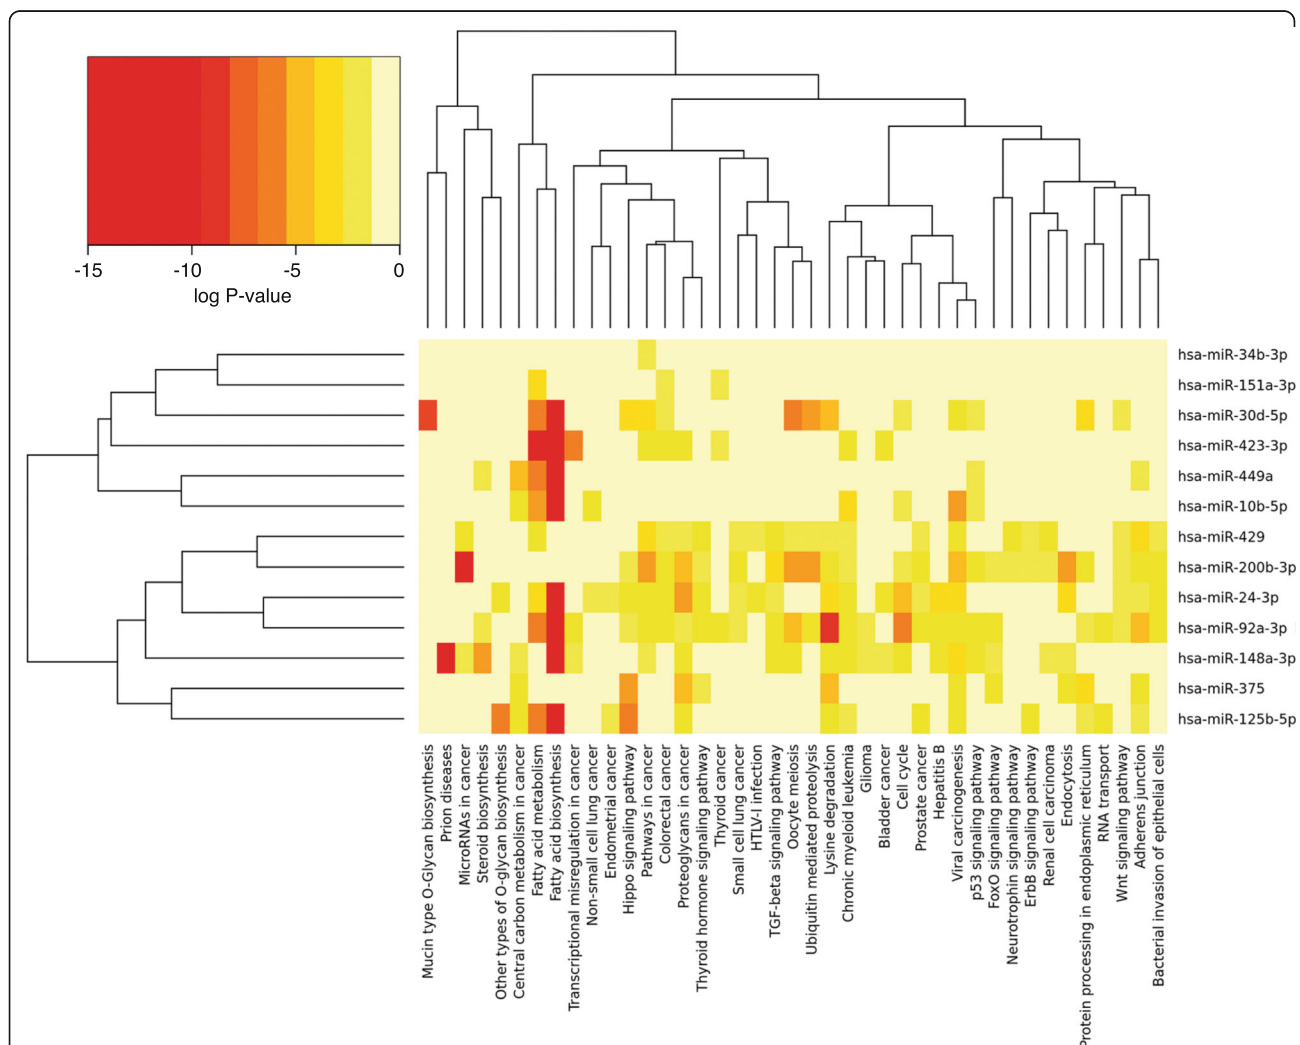 -15
-10
-5
0
log P-value
hsa-miR-34b-3p
hsa-miR-151a-3p
hsa-miR-30d-5p
hsa-miR-423-3p
hsa-miR-449a
hsa-miR-10b-5p
hsa-miR-429
hsa-miR-200b-3p
hsa-miR-24-3p
hsa-miR-92a-3p
hsa-miR-148a-3p
hsa-miR-375
hsa-miR-125b-5p
Mucin type O-Glycan biosynthesis
Prion diseases
MicroRNAs in cancer
Steroid biosynthesis
Other types of O-glycan biosynthesis
Central carbon metabolism in cancer
Fatty acid metabolism
Fatty acid biosynthesis
Transcriptional misregulation in cancer
Non-small cell lung cancer
Endometrial cancer
Hippo signaling pathway
Pathways in cancer
Colorectal cancer
Proteoglycans in cancer
Thyroid hormone signaling pathway
Thyroid cancer
Small cell lung cancer
HTLV-I infection
TGF-beta signaling pathway
Oocyte meiosis
Ubiquitin mediated proteolysis
Lysine degradation
Chronic myeloid leukemia
Glioma
Bladder cancer
Cell cycle
Prostate cancer
Hepatitis B
Viral carcinogenesis
p53 signaling pathway
FoxO signaling pathway
Neurotrophin signaling pathway
ErbB signaling pathway
Renal cell carcinoma
Endocytosis
Protein processing in endoplasmic reticulum
RNA transport
Wnt signaling pathway
Adherens junction
Bacterial invasion of epithelial cells